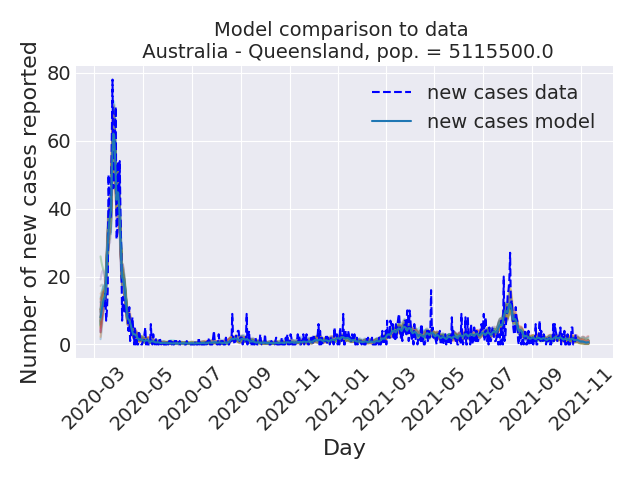 Model comparison to data
Australia - Queensland, pop. = 5115500.0
Number of new cases reported
80
60
40
20
0
new cases data
new cases model
2020-03
2020-05
2020-07
2020-09
2020-11
2021-01
2021-03
2021-05
2021-07
2021-09
2021-11
Day